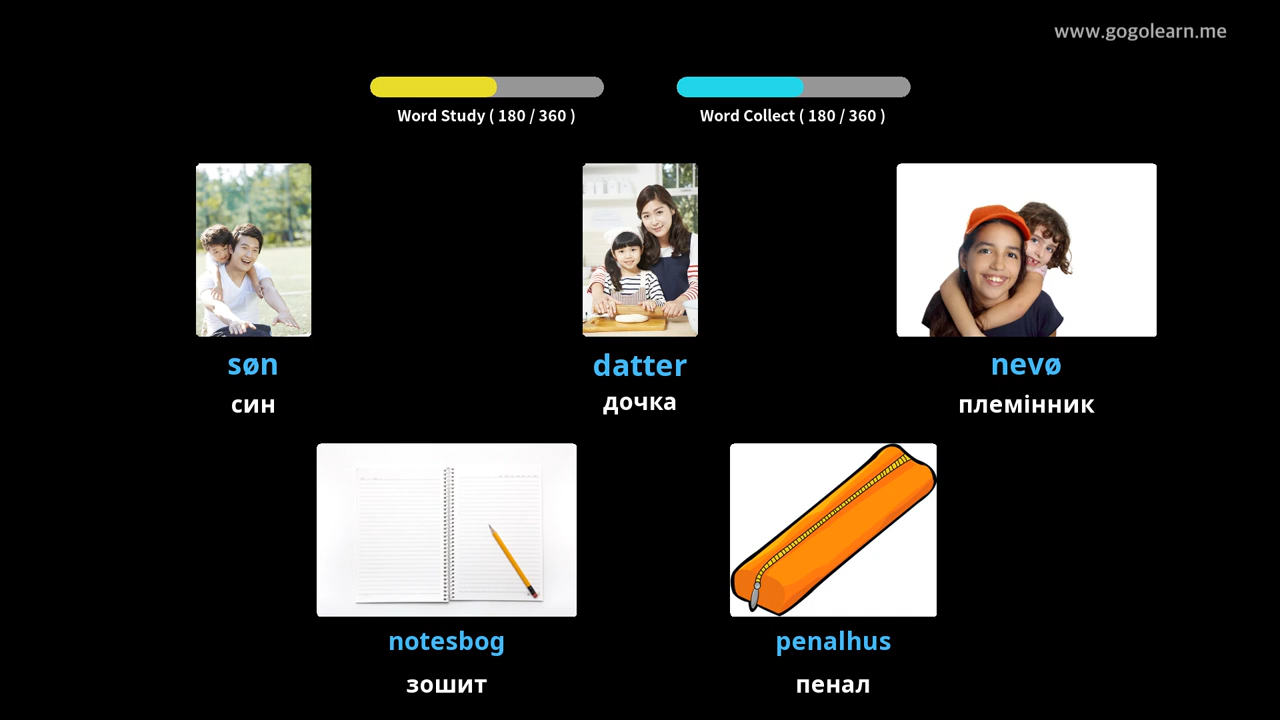 www.gogolearn.me
Word Study ( 180 / 360 )
Word Collect ( 180 / 360 )
søn
datter
nevø
син
дочка
племінник
notesbog
penalhus
зошит
пенал